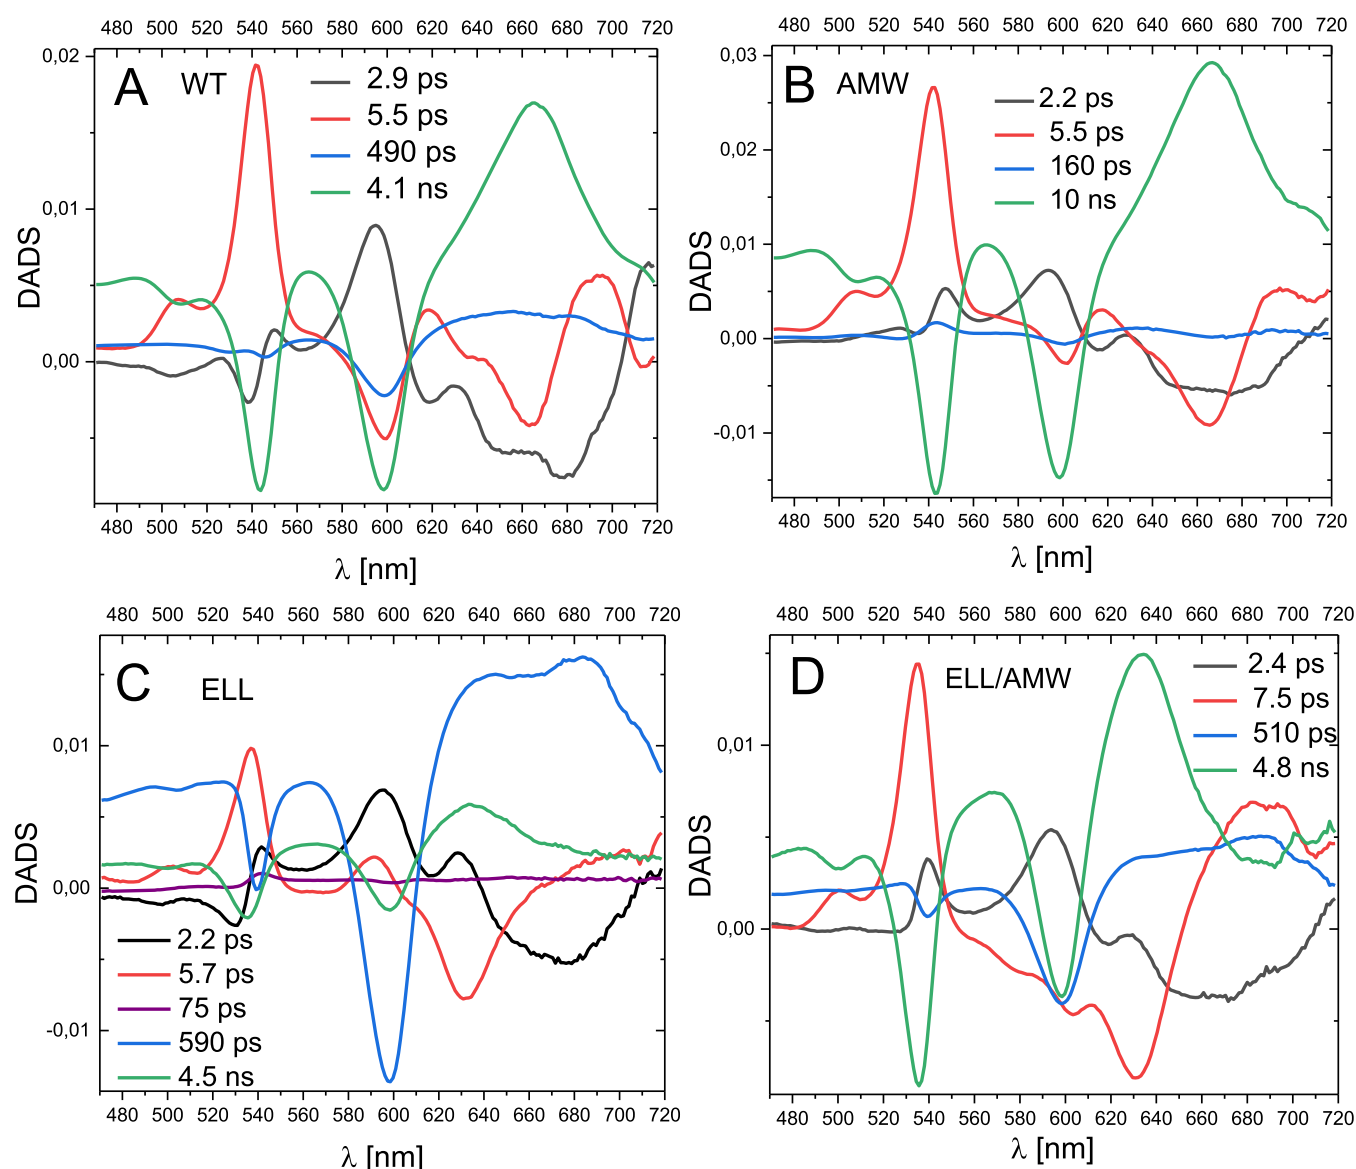 480 500 520 540 560 580 600 620 640 660 680 700 720
0,02
0,01
0,00
DADS
A WT
2.9 ps
5.5 ps
490 ps
4.1 ns
480 500 520 540 560 580 600 620 640 660 680 700 720
λ [nm]
480 500 520 540 560 580 600 620 640 660 680 700 720
0,03
0,02
0,01
0,00
-0,01
DADS
B AMW
2.2 ps
5.5 ps
160 ps
10 ns
480 500 520 540 560 580 600 620 640 660 680 700 720
λ [nm]
480 500 520 540 560 580 600 620 640 660 680 700 720
0,01
0,00
-0,01
DADS
C ELL
2.2 ps
5.7 ps
75 ps
590 ps
4.5 ns
480 500 520 540 560 580 600 620 640 660 680 700 720
λ [nm]
480 500 520 540 560 580 600 620 640 660 680 700 720
0,01
0,00
DADS
D ELL/AMW
2.4 ps
7.5 ps
510 ps
4.8 ns
480 500 520 540 560 580 600 620 640 660 680 700 720
λ [nm]